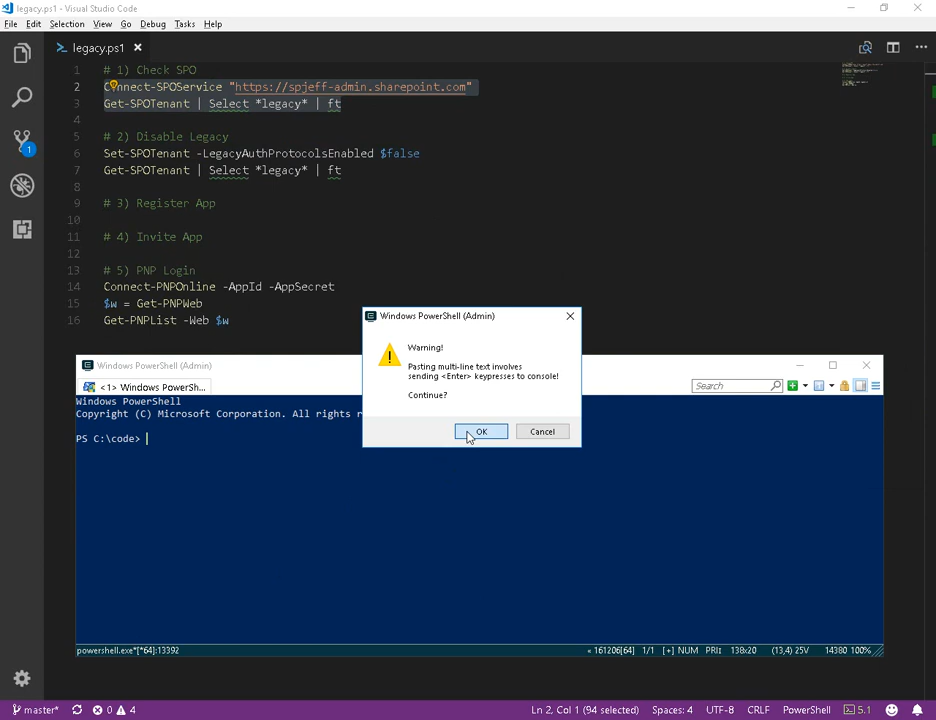 legacy.ps1 - Visual Studio Code
File Edit Selection View Go Debug Tasks Help
legacy.ps1
1 # 1) Check SPO
2 Connect-SPOService "https://spjeff-admin.sharepoint.com"
3 Get-SPOTenant | Select *legacy* | ft
4
5 # 2) Disable Legacy
6 Set-SPOTenant -LegacyAuthProtocolsEnabled $false
7 Get-SPOTenant | Select *legacy* | ft
8
9 # 3) Register App
10
11 # 4) Invite App
12
13 # 5) PNP Login
14 Connect-PNPOnline -AppId -AppSecret
15 $w = Get-PNPWeb
16 Get-PNPList -Web $w
1
Windows PowerShell (Admin)
Warning!
Pasting multi-line text involves
sending <Enter> keypresses to console!
Continue?
OK Cancel
Windows PowerShell (Admin)
<1> Windows PowerSh... Search
Windows PowerShell
Copyright (C) Microsoft Corporation. All rights r
PS C:\code>
powershell.exe*[*64]:13392 « 161206[64] 1/1 [+] NUM PRI: 138x20 (13,4) 25V 14380 100%
master* 0 4 Ln 2, Col 1 (94 selected) Spaces: 4 UTF-8 CRLF PowerShell 5.1